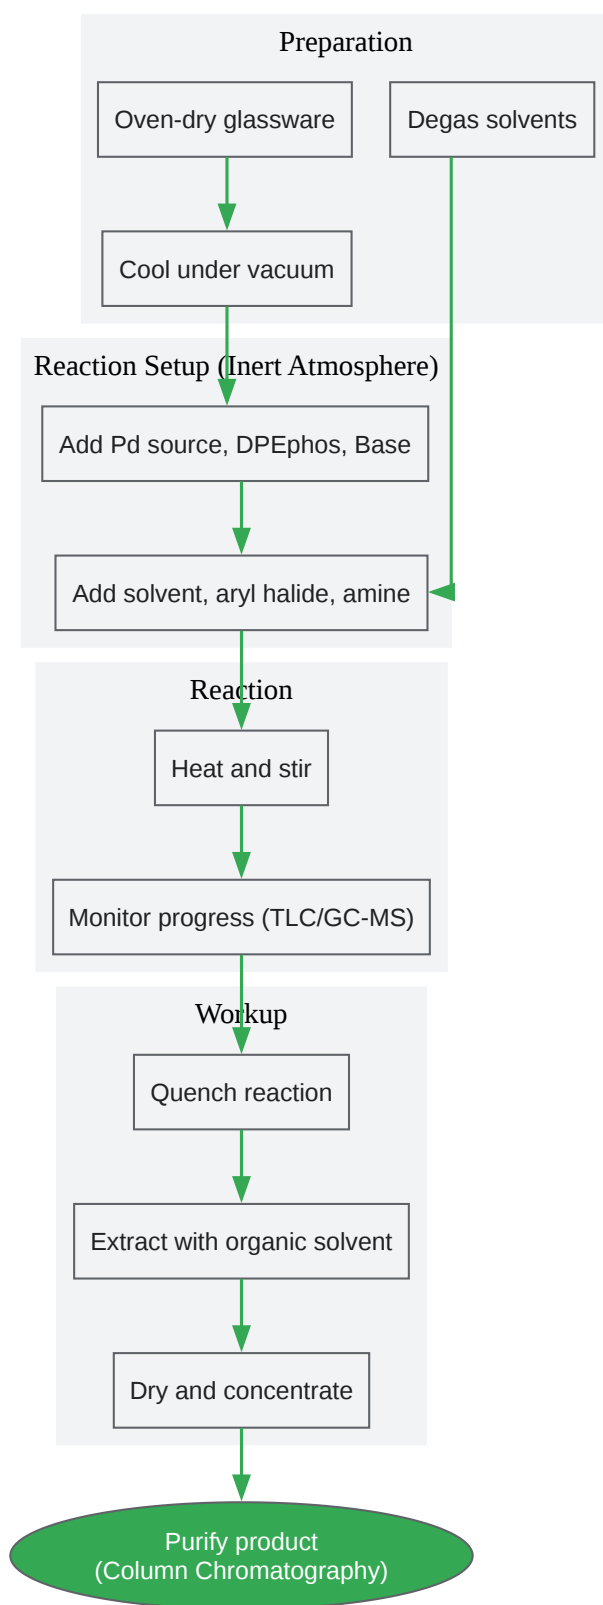 Preparation
Oven-dry glassware
Degas solvents
Cool under vacuum
Reaction Setup (Inert Atmosphere)
Add Pd source, DPEphos, Base
Add solvent, aryl halide, amine
Reaction
Heat and stir
Monitor progress (TLC/GC-MS)
Workup
Quench reaction
Extract with organic solvent
Dry and concentrate
Purify product
(Column Chromatography)